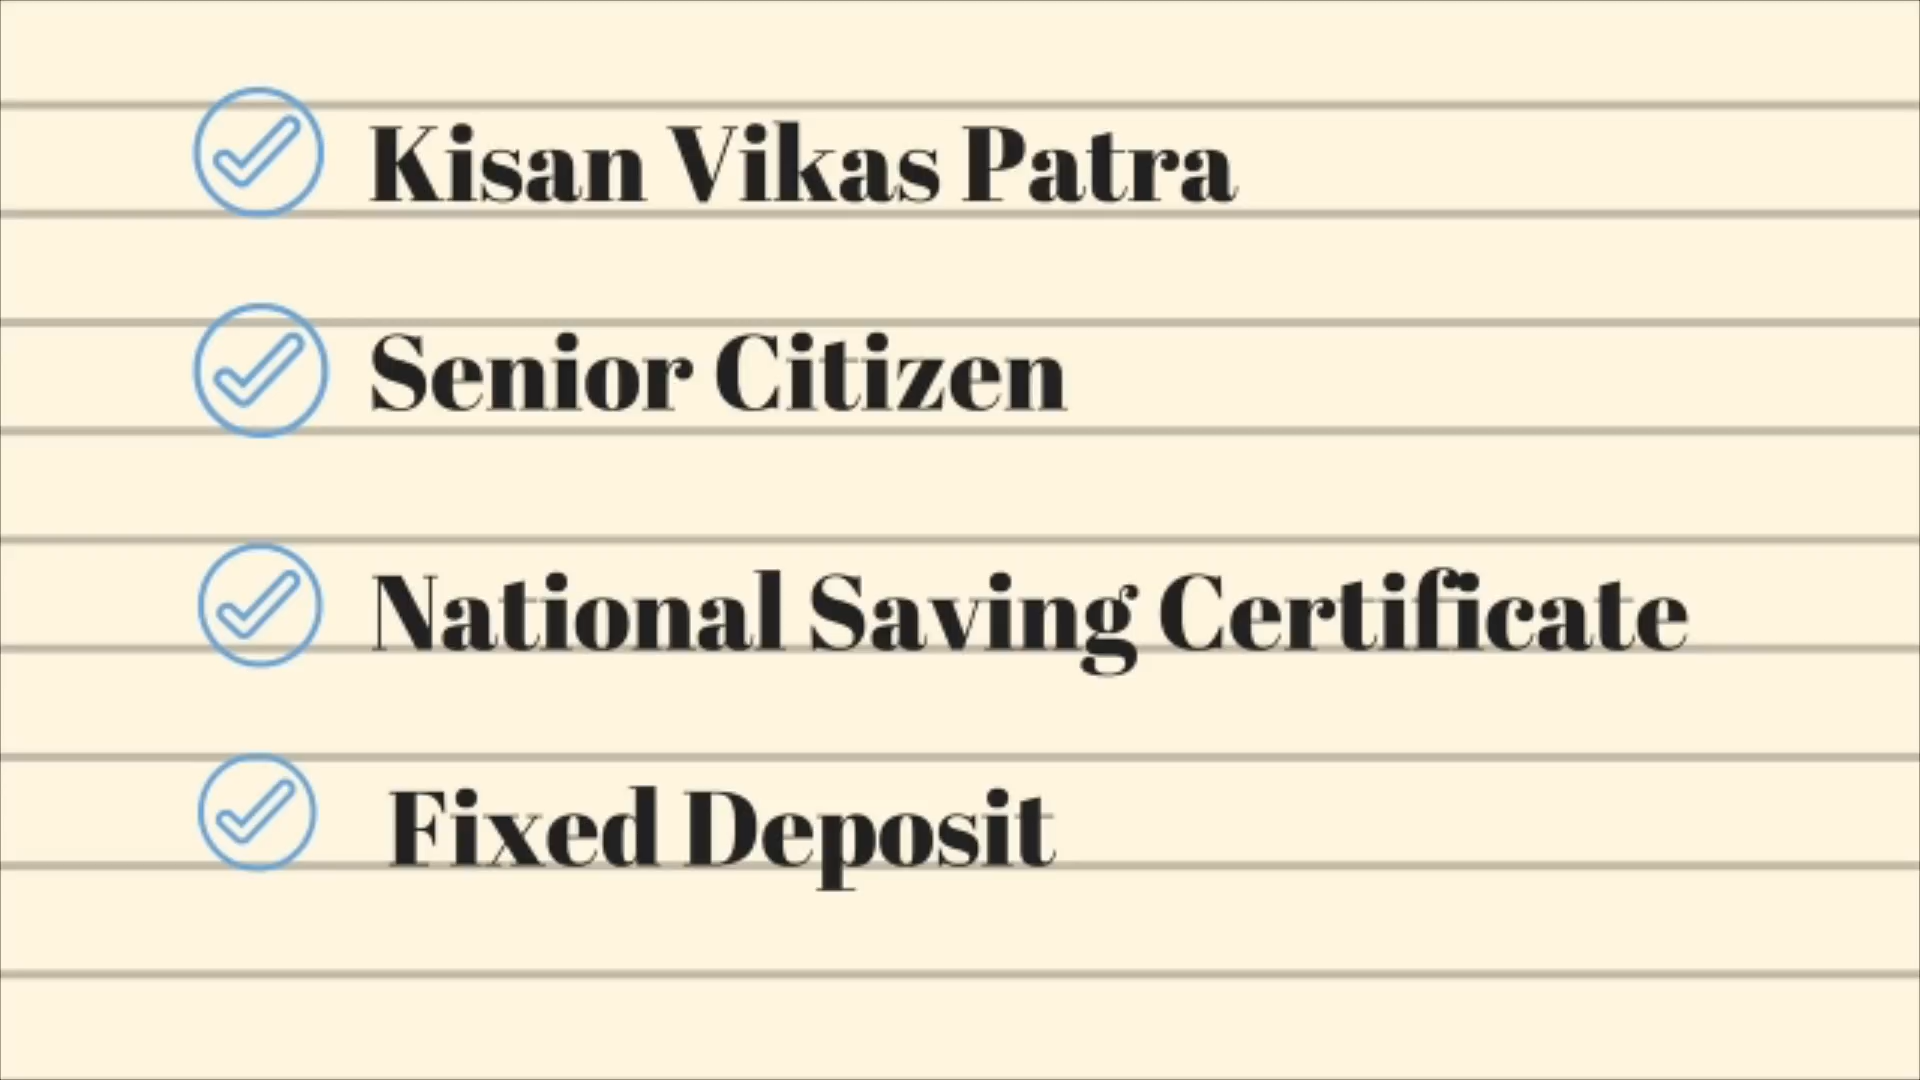 Kisan Vikas Patra
Senior Citizen
National Saving Certificate
Fixed Deposit